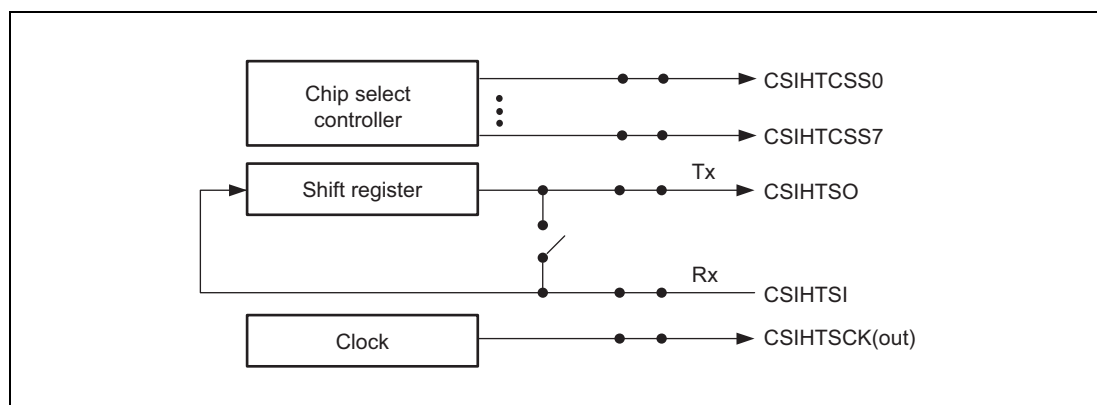 Chip select
controller
CSIHTCSS0
CSIHTCSS7
Shift register
Tx
CSIHTSO
Rx
CSIHTSI
Clock
CSIHTSCK(out)